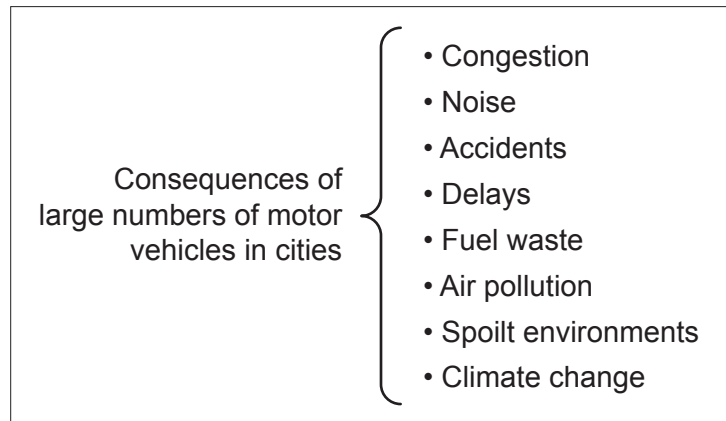 Consequences of
large numbers of motor
vehicles in cities
• Congestion
• Noise
• Accidents
• Delays
• Fuel waste
• Air pollution
• Spoilt environments
• Climate change